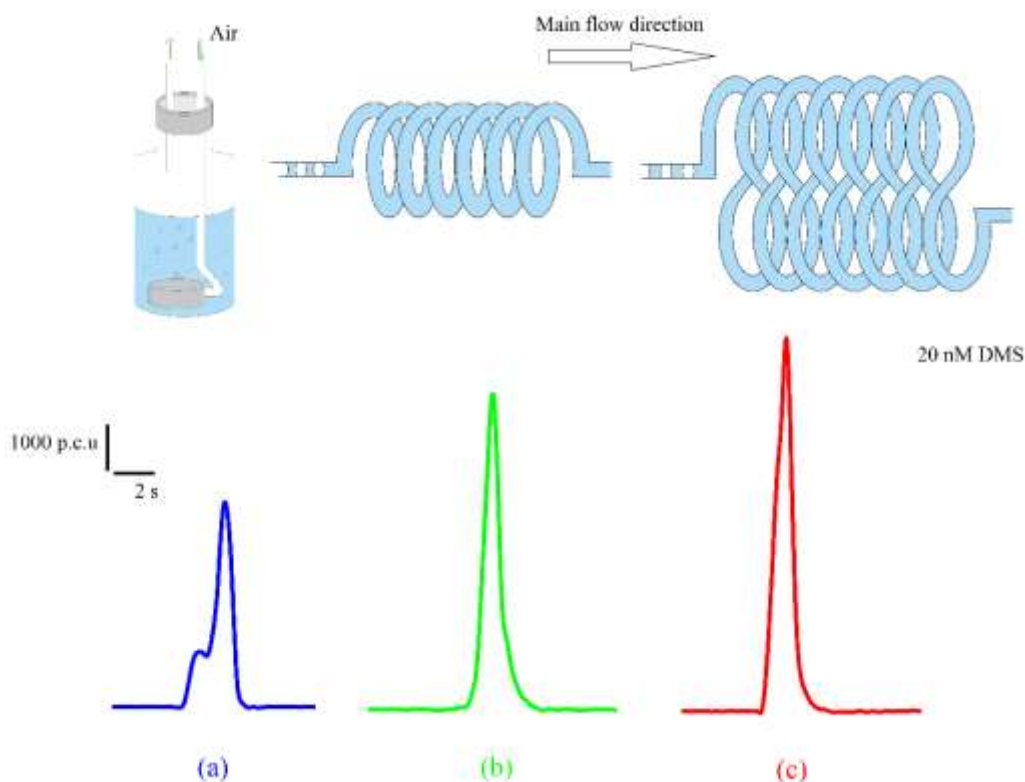 Air
Main flow direction
20 nM DMS
1000 p.c.u
2 s
(a)
(b)
(c)